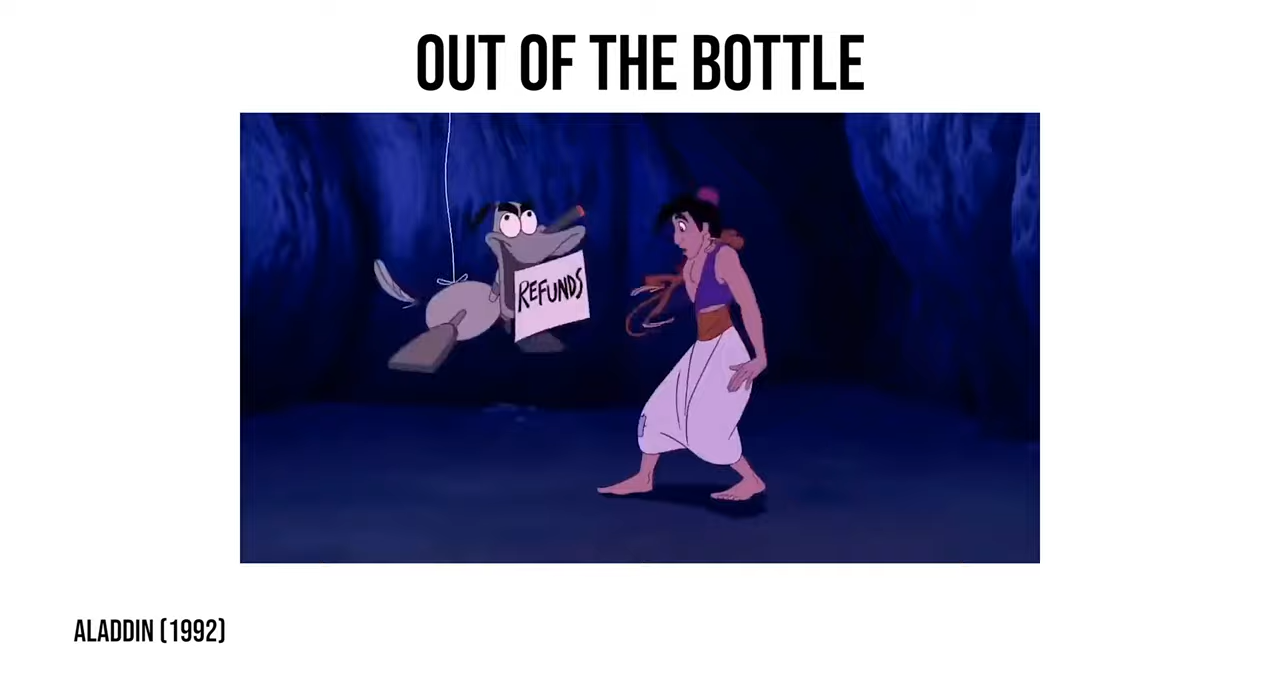 OUT OF THE BOTTLE
REFUNDS
ALADDIN (1992)